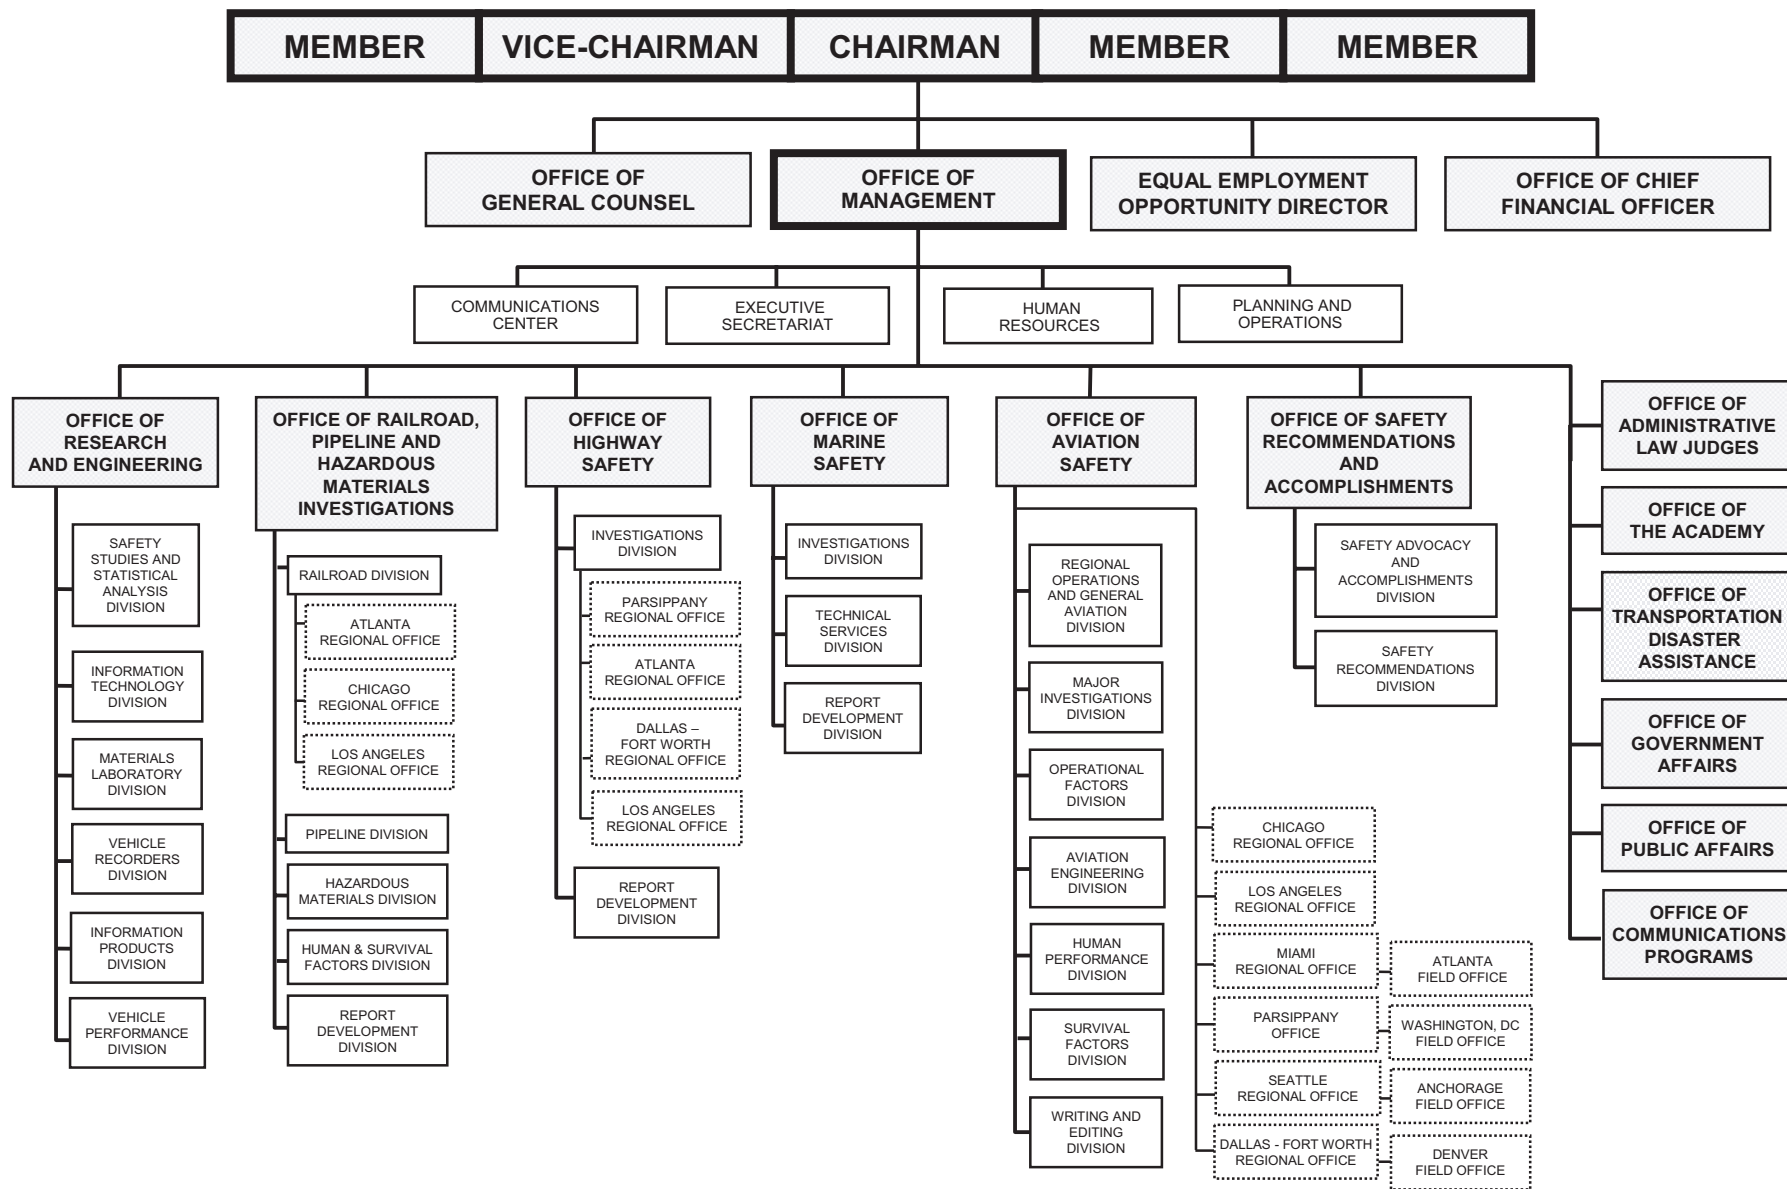 MEMBER
VICE-CHAIRMAN
CHAIRMAN
MEMBER
MEMBER
OFFICE OF
GENERAL COUNSEL
OFFICE OF
MANAGEMENT
EQUAL EMPLOYMENT
OPPORTUNITY DIRECTOR
OFFICE OF CHIEF
FINANCIAL OFFICER
COMMUNICATIONS
CENTER
EXECUTIVE
SECRETARIAT
HUMAN
RESOURCES
PLANNING AND
OPERATIONS
OFFICE OF
RESEARCH
AND ENGINEERING
SAFETY
STUDIES AND
STATISTICAL
ANALYSIS
DIVISION
INFORMATION
TECHNOLOGY
DIVISION
MATERIALS
LABORATORY
DIVISION
VEHICLE
RECORDERS
DIVISION
INFORMATION
PRODUCTS
DIVISION
VEHICLE
PERFORMANCE
DIVISION
OFFICE OF RAILROAD,
PIPELINE AND
HAZARDOUS
MATERIALS
INVESTIGATIONS
RAILROAD DIVISION
ATLANTA
REGIONAL OFFICE
CHICAGO
REGIONAL OFFICE
LOS ANGELES
REGIONAL OFFICE
PIPELINE DIVISION
HAZARDOUS
MATERIALS DIVISION
HUMAN & SURVIVAL
FACTORS DIVISION
REPORT
DEVELOPMENT
DIVISION
OFFICE OF
HIGHWAY
SAFETY
INVESTIGATIONS
DIVISION
PARSIPPANY
REGIONAL OFFICE
ATLANTA
REGIONAL OFFICE
DALLAS –
FORT WORTH
REGIONAL OFFICE
LOS ANGELES
REGIONAL OFFICE
REPORT
DEVELOPMENT
DIVISION
OFFICE OF
MARINE
SAFETY
INVESTIGATIONS
DIVISION
TECHNICAL
SERVICES
DIVISION
REPORT
DEVELOPMENT
DIVISION
OFFICE OF
AVIATION
SAFETY
REGIONAL
OPERATIONS
AND GENERAL
AVIATION
DIVISION
MAJOR
INVESTIGATIONS
DIVISION
OPERATIONAL
FACTORS
DIVISION
AVIATION
ENGINEERING
DIVISION
HUMAN
PERFORMANCE
DIVISION
SURVIVAL
FACTORS
DIVISION
WRITING AND
EDITING
DIVISION
CHICAGO
REGIONAL OFFICE
LOS ANGELES
REGIONAL OFFICE
MIAMI
REGIONAL OFFICE
ATLANTA
FIELD OFFICE
PARSIPPANY
OFFICE
WASHINGTON, DC
FIELD OFFICE
SEATTLE
REGIONAL OFFICE
ANCHORAGE
FIELD OFFICE
DALLAS - FORT WORTH
REGIONAL OFFICE
DENVER
FIELD OFFICE
OFFICE OF SAFETY
RECOMMENDATIONS
AND
ACCOMPLISHMENTS
SAFETY ADVOCACY
AND
ACCOMPLISHMENTS
DIVISION
SAFETY
RECOMMENDATIONS
DIVISION
OFFICE OF
ADMINISTRATIVE
LAW JUDGES
OFFICE OF
THE ACADEMY
OFFICE OF
TRANSPORTATION
DISASTER
ASSISTANCE
OFFICE OF
GOVERNMENT
AFFAIRS
OFFICE OF
PUBLIC AFFAIRS
OFFICE OF
COMMUNICATIONS
PROGRAMS